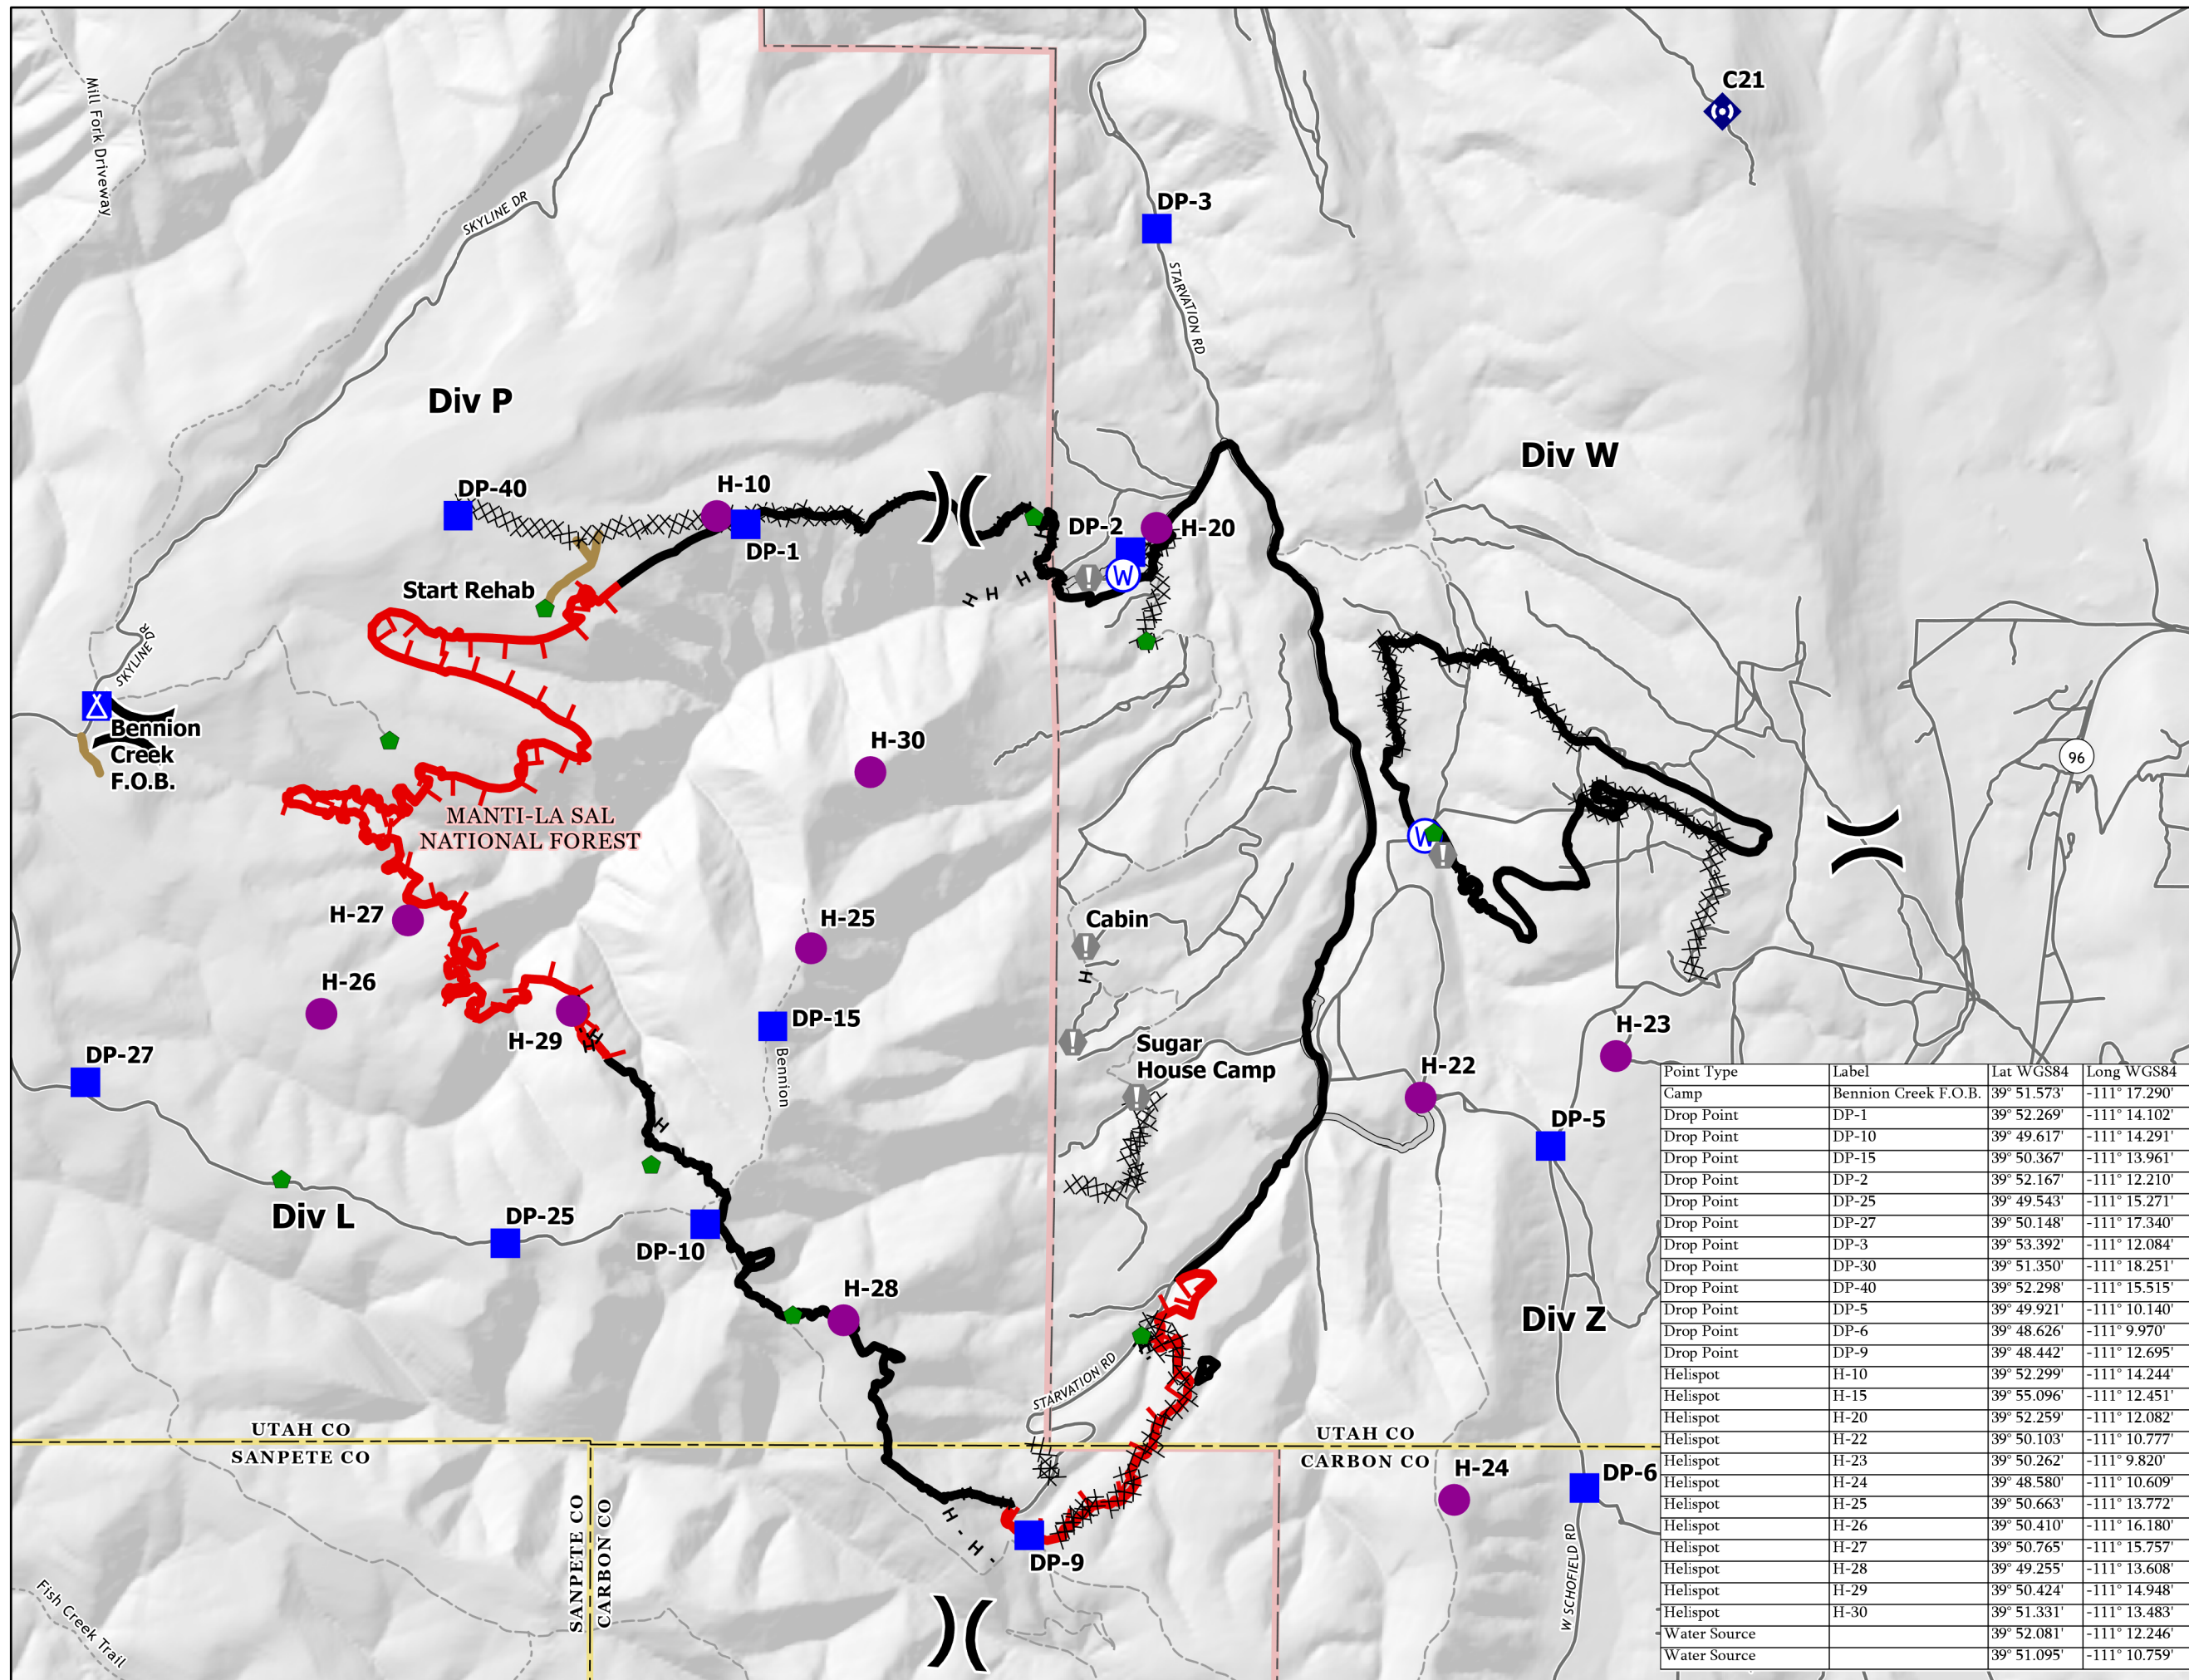 C21
Mill Fork Driveway
SKYLINE DR
DP-3
STARVATION RD
Div P
Div W
DP-40
H-10
DP-1
DP-2
H-20
W
Start Rehab
SKYLINE DR
Bennion
Creek
F.O.B.
H-30
96
MANTI-LA SAL
NATIONAL FOREST
W
H-27
H-25
Cabin
H
H-26
H-29
DP-15
Bennion
Sugar
House Camp
H-23
H-22
DP-27
DP-5
Div L
DP-25
DP-10
H-28
Div Z
STARVATION RD
UTAH CO
SANPETE CO
UTAH CO
CARBON CO
H-24
DP-6
SANPETE CO
CARBON CO
DP-9
W SCHOFIELD RD
Fish Creek Trail
Point Type Label Lat WGS84 Long WGS84
Camp Bennion Creek F.O.B. 39° 51.573' -111° 17.290'
Drop Point DP-1 39° 52.269' -111° 14.102'
Drop Point DP-10 39° 49.617' -111° 14.291'
Drop Point DP-15 39° 50.367' -111° 13.961'
Drop Point DP-2 39° 52.167' -111° 12.210'
Drop Point DP-25 39° 49.543' -111° 15.271'
Drop Point DP-27 39° 50.148' -111° 17.340'
Drop Point DP-3 39° 53.392' -111° 12.084'
Drop Point DP-30 39° 51.350' -111° 18.251'
Drop Point DP-40 39° 52.298' -111° 15.515'
Drop Point DP-5 39° 49.921' -111° 10.140'
Drop Point DP-6 39° 48.626' -111° 9.970'
Drop Point DP-9 39° 48.442' -111° 12.695'
Helispot H-10 39° 52.299' -111° 14.244'
Helispot H-15 39° 55.096' -111° 12.451'
Helispot H-20 39° 52.259' -111° 12.082'
Helispot H-22 39° 50.103' -111° 10.777'
Helispot H-23 39° 50.262' -111° 9.820'
Helispot H-24 39° 48.580' -111° 10.609'
Helispot H-25 39° 50.663' -111° 13.772'
Helispot H-26 39° 50.410' -111° 16.180'
Helispot H-27 39° 50.765' -111° 15.757'
Helispot H-28 39° 49.255' -111° 13.608'
Helispot H-29 39° 50.424' -111° 14.948'
Helispot H-30 39° 51.331' -111° 13.483'
Water Source 39° 52.081' -111° 12.246'
Water Source 39° 51.095' -111° 10.759'